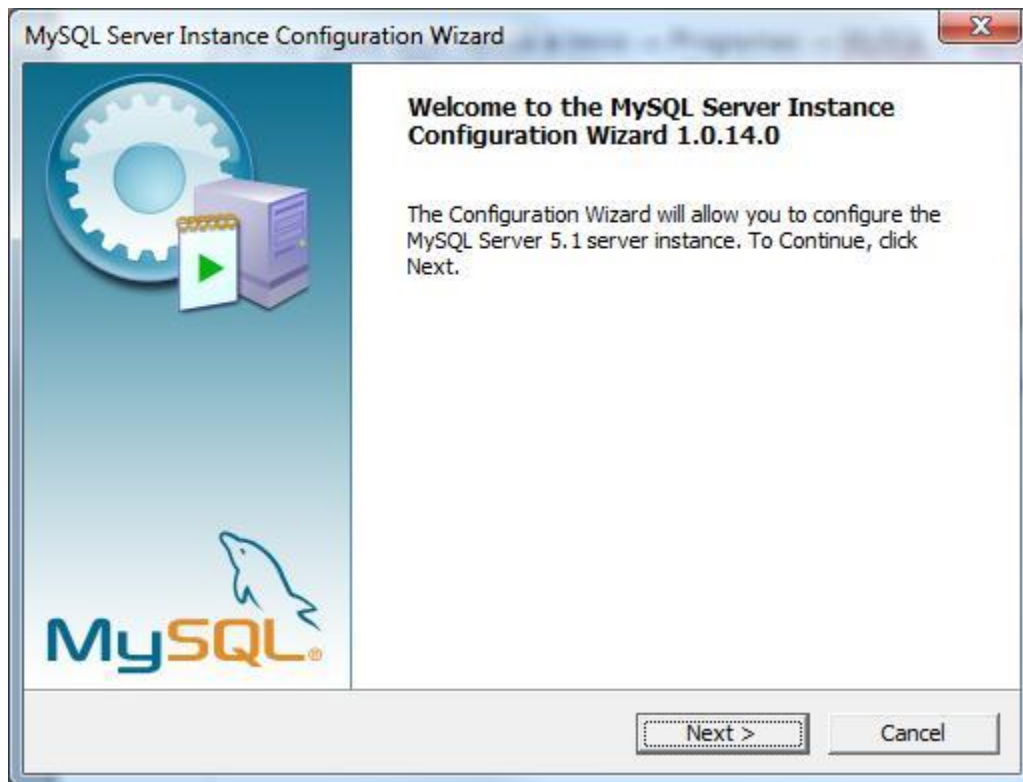 MySQL Server Instance Configuration Wizard
Welcome to the MySQL Server Instance
Configuration Wizard 1.0.14.0
The Configuration Wizard will allow you to configure the
MySQL Server 5.1 server instance. To Continue, click
Next.
MySQL®
Next >
Cancel